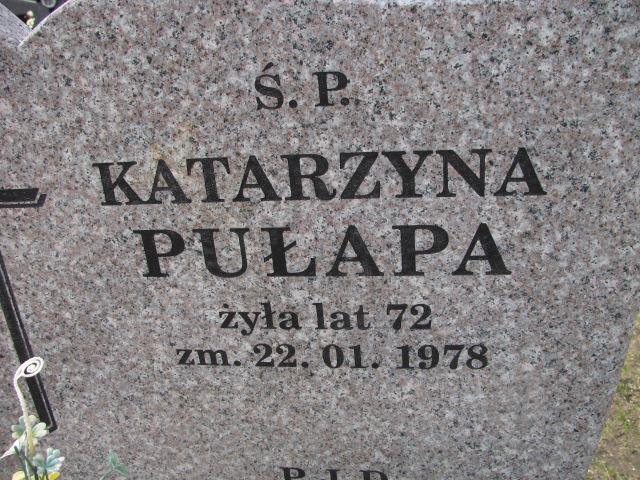 Ś. P.
KATARZYNA
PUŁAPA
żyła lat 72
zm. 22. 01. 1978